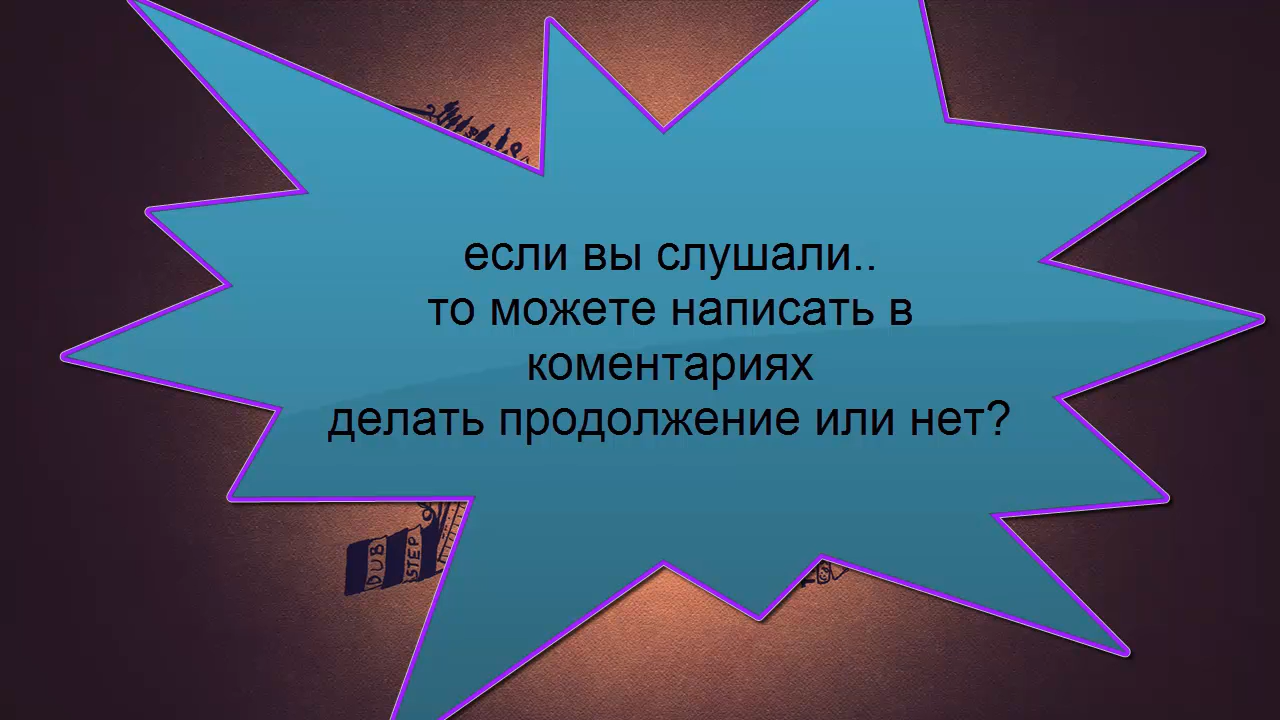 если вы слушали..
то можете написать в
коментариях
делать продолжение или нет?
DUB
STEP